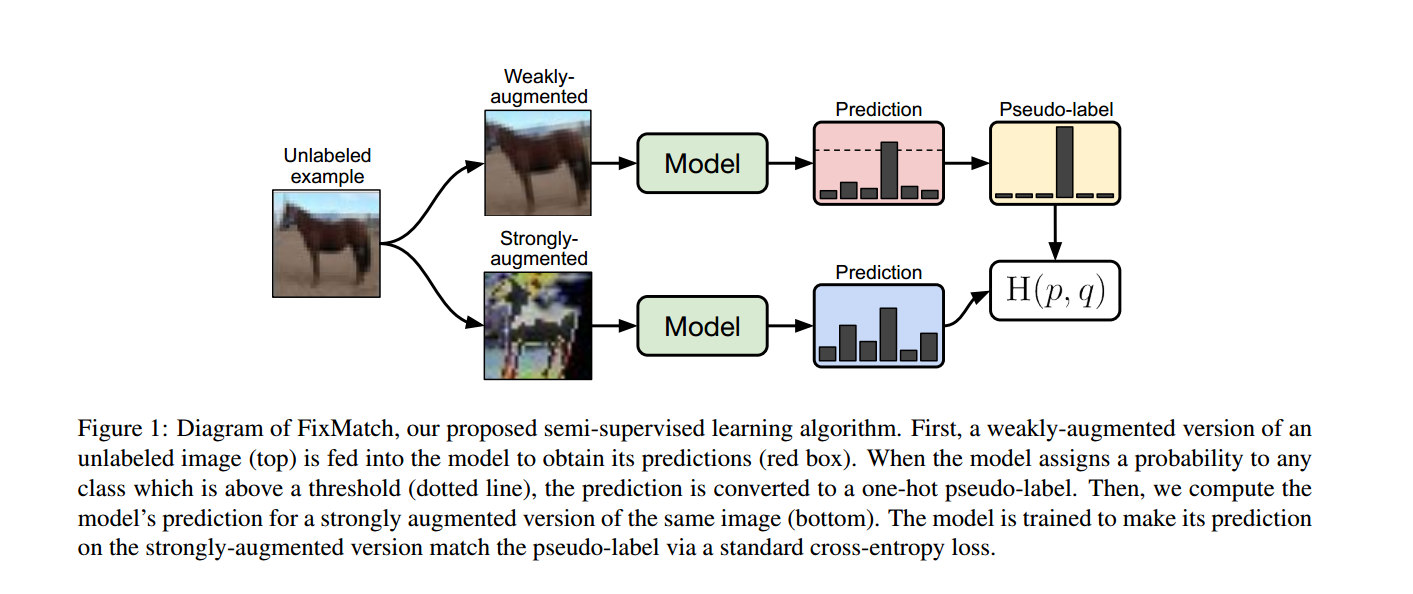 Weakly-
augmented
Prediction
Pseudo-label
Unlabeled
example
Model
Strongly-
augmented
Prediction
Model
H(p, q)
Figure 1: Diagram of FixMatch, our proposed semi-supervised learning algorithm. First, a weakly-augmented version of an
unlabeled image (top) is fed into the model to obtain its predictions (red box). When the model assigns a probability to any
class which is above a threshold (dotted line), the prediction is converted to a one-hot pseudo-label. Then, we compute the
model’s prediction for a strongly augmented version of the same image (bottom). The model is trained to make its prediction
on the strongly-augmented version match the pseudo-label via a standard cross-entropy loss.